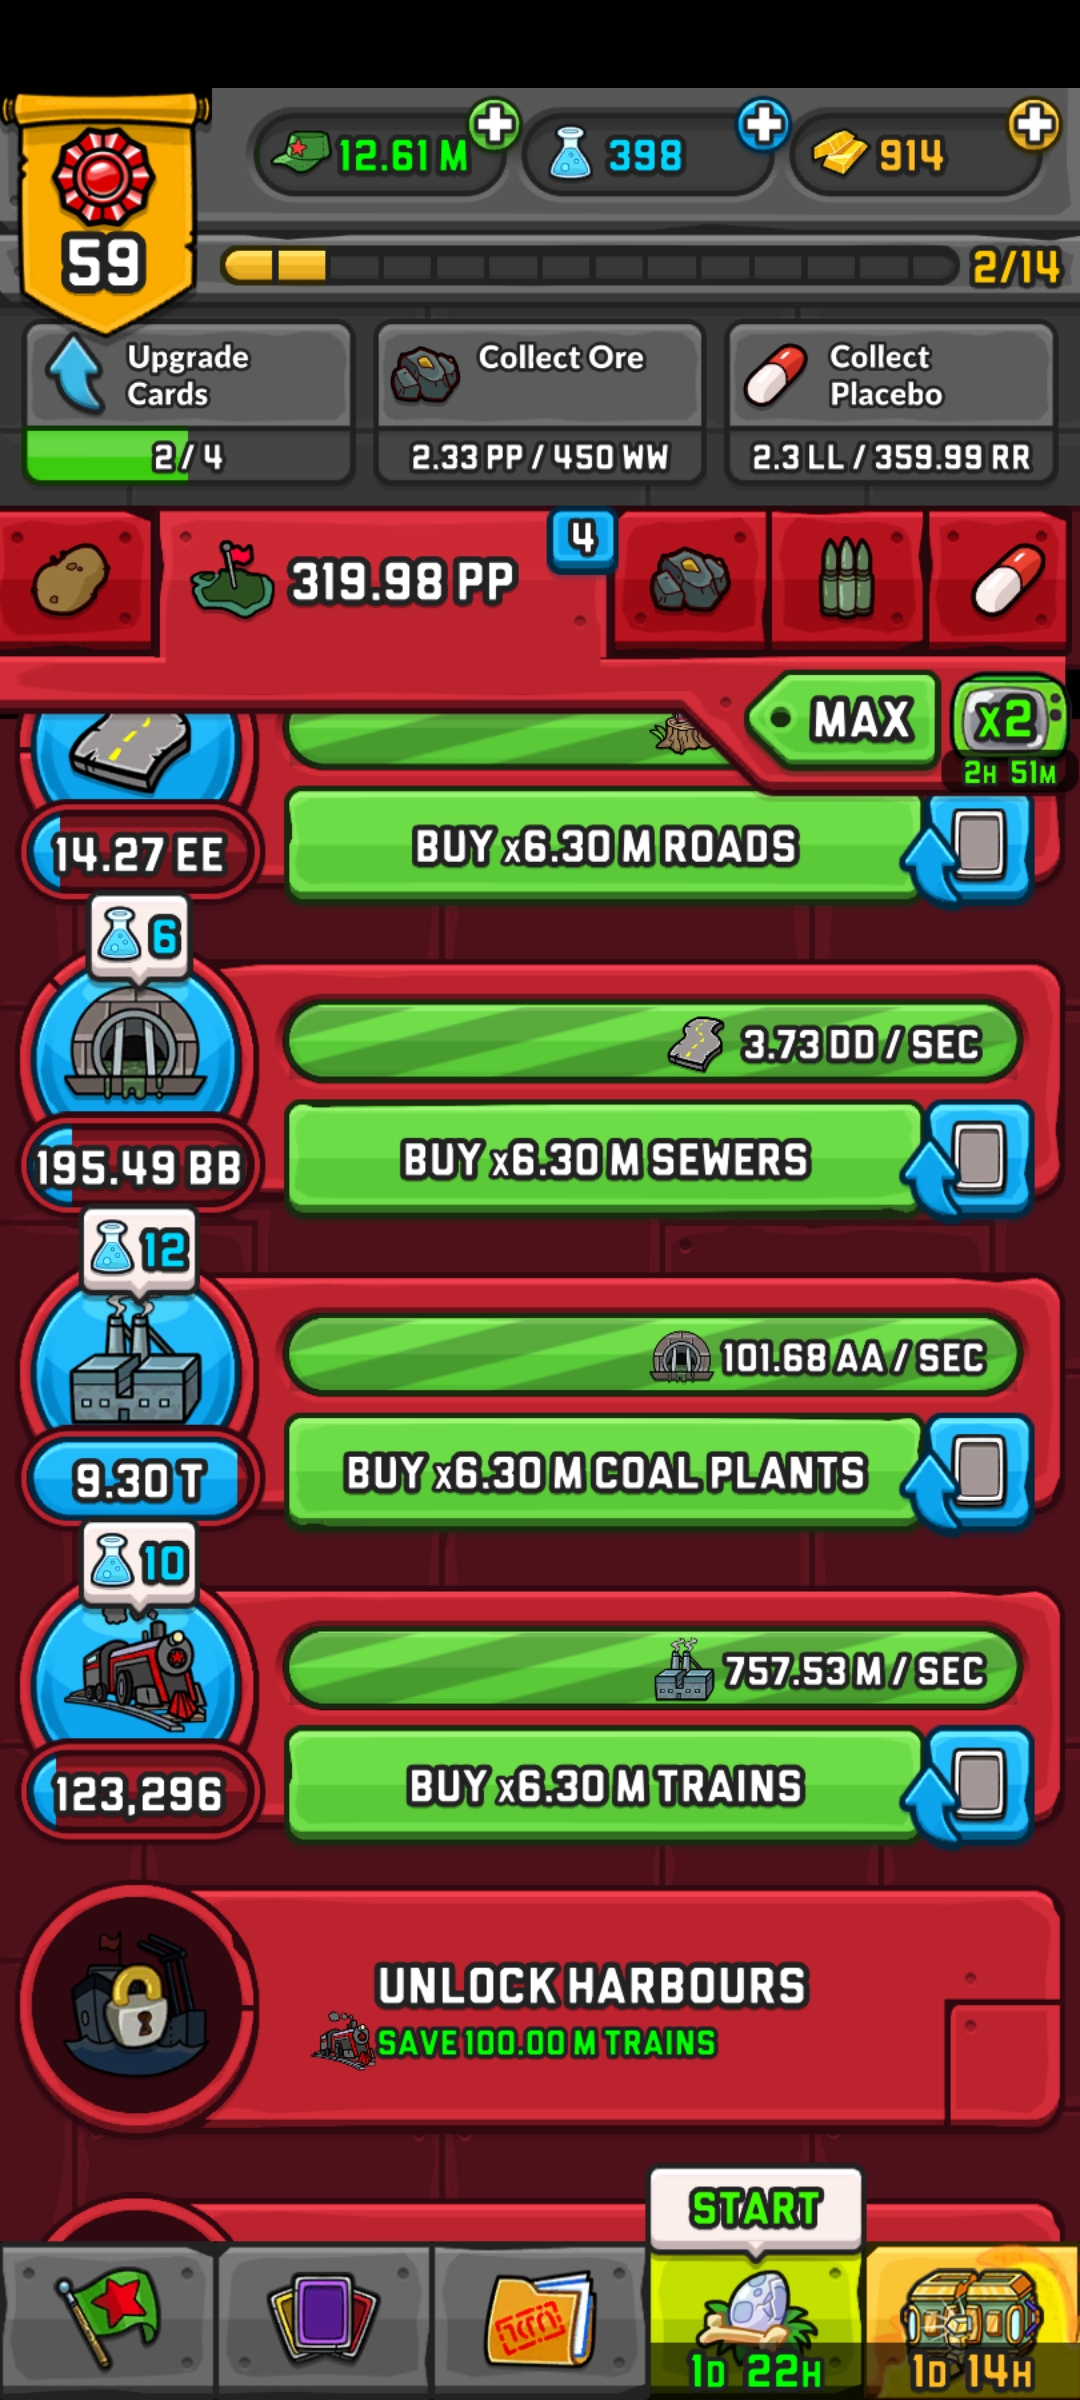 12.61 M
398
914
59
2/14
Upgrade
Cards
2/4
Collect Ore
2.33 PP / 450 WW
Collect
Placebo
2.3 LL / 359.99 RR
319.98 PP
4
MAX
x2
2H 51M
14.27 EE
BUY x6.30 M ROADS
6
3.73 DD / SEC
195.49 BB
BUY x6.30 M SEWERS
12
101.68 AA / SEC
9.30 T
BUY x6.30 M COAL PLANTS
10
757.53 M / SEC
123,296
BUY x6.30 M TRAINS
UNLOCK HARBOURS
SAVE 100.00 M TRAINS
START
1D 22H
1D 14H